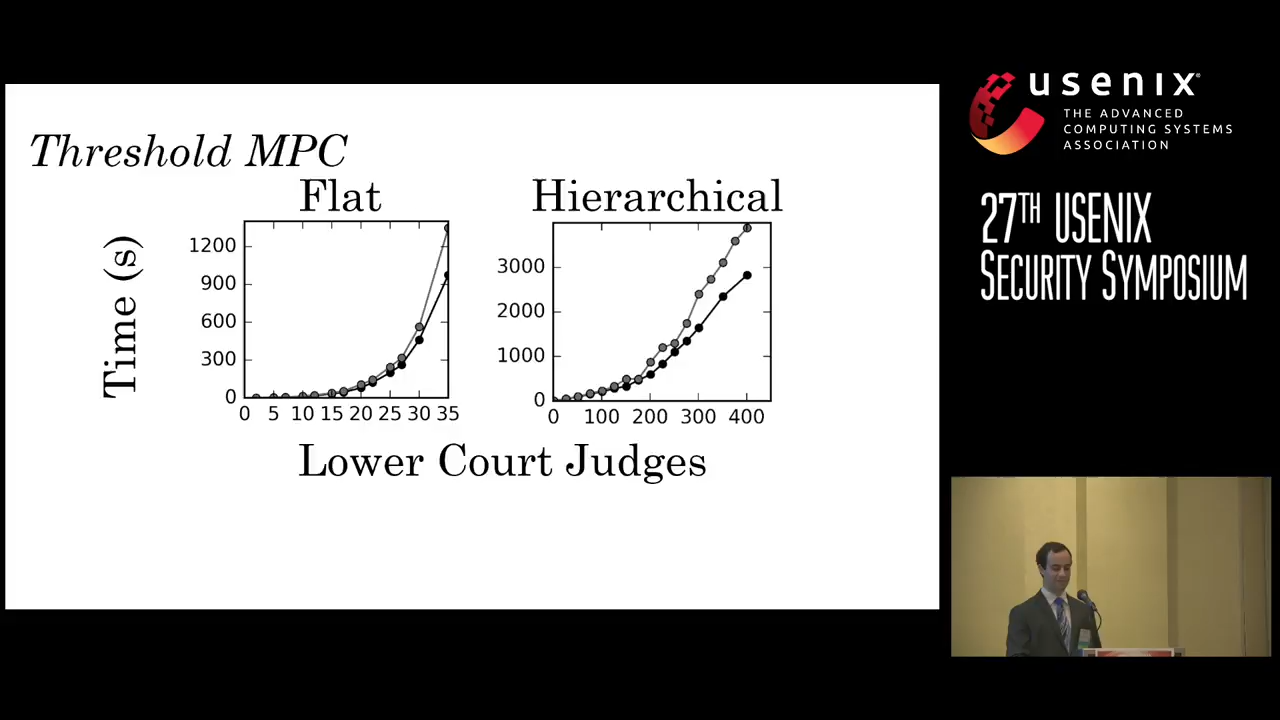 Threshold MPC
Flat
Hierarchical
Time (s)
1200
900
600
300
0
0 5 10 15 20 25 30 35
3000
2000
1000
0
0 100 200 300 400
Lower Court Judges
usenix
THE ADVANCED
COMPUTING SYSTEMS
ASSOCIATION
27TH USENIX
SECURITY SYMPOSIUM